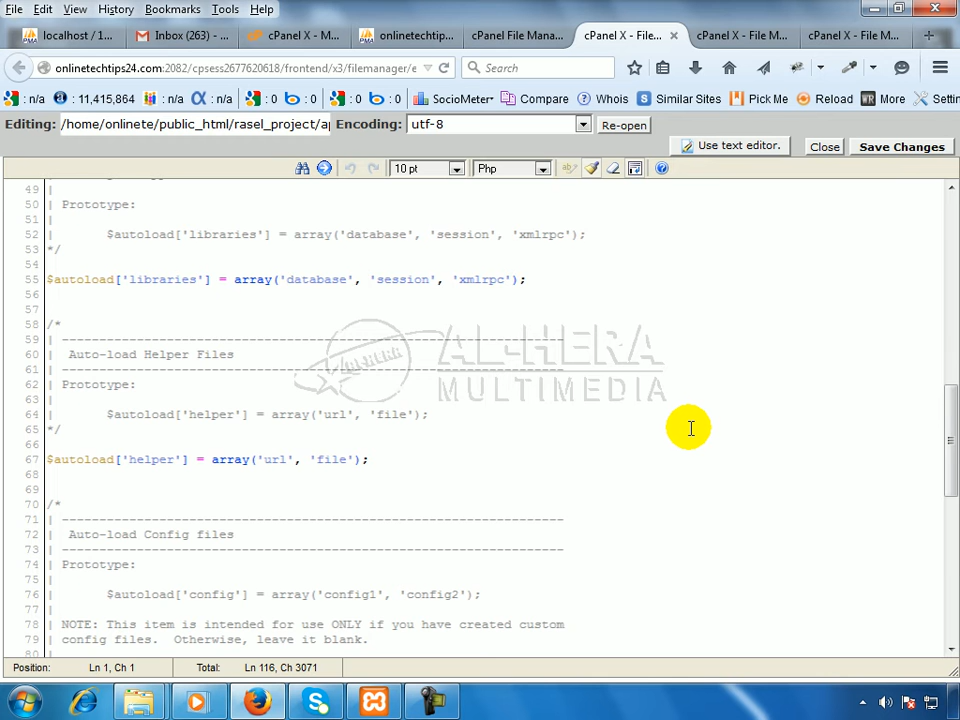 File Edit View History Bookmarks Tools Help
localhost / 1... Inbox (263) - ... cPanel X - M... onlinetechtip... cPanel File Mana... cPanel X - File... cPanel X - File M... cPanel X - File M...
onlinetechtips24.com:2082/cpsess2677620618/frontend/x3/filemanager/e Search
: n/a : 11,415,864 : n/a : n/a : 0 : 0 : 0 : 0 SocioMeter Compare Whois Similar Sites Pick Me Reload More Settin
Editing: /home/onlinete/public_html/rasel_project/ap Encoding: utf-8 Re-open
Use text editor. Close Save Changes
10 pt Php
49 |
50 | Prototype:
51 |
52 | $autoload['libraries'] = array('database', 'session', 'xmlrpc');
53 */
54
55 $autoload['libraries'] = array('database', 'session', 'xmlrpc');
56
57
58 /*
59 | -------------------------------------------------------------------
60 | Auto-load Helper Files
61 | -------------------------------------------------------------------
62 | Prototype:
63 |
64 | $autoload['helper'] = array('url', 'file');
65 */
66
67 $autoload['helper'] = array('url', 'file');
68
69
70 /*
71 | -------------------------------------------------------------------
72 | Auto-load Config files
73 | -------------------------------------------------------------------
74 | Prototype:
75 |
76 | $autoload['config'] = array('config1', 'config2');
77 |
78 | NOTE: This item is intended for use ONLY if you have created custom
79 | config files. Otherwise, leave it blank.
80 |
AL-HERA
AL-HERA
MULTIMEDIA
Position: Ln 1, Ch 1 Total: Ln 116, Ch 3071